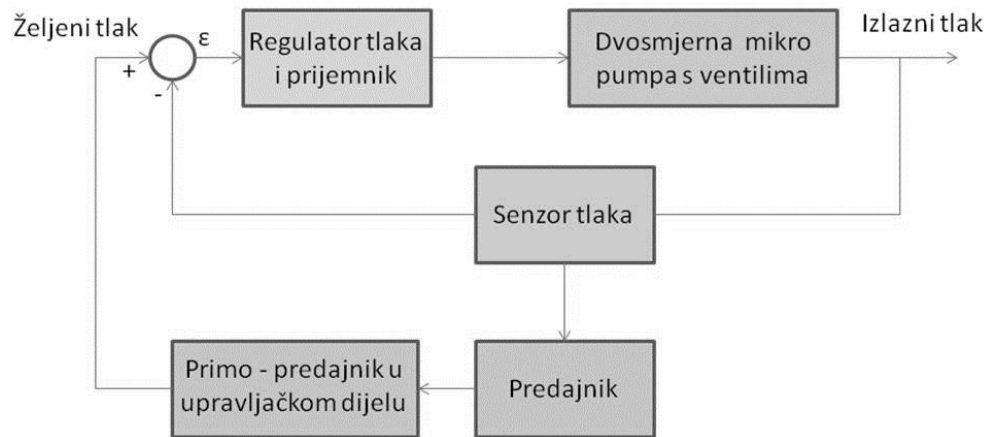 Željeni tlak
+
-
ε
Regulator tlaka
i prijemnik
Dvosmjerna mikro
pumpa s ventilima
Izlazni tlak
Senzor tlaka
Primo - predajnik u
upravljačkom dijelu
Predajnik